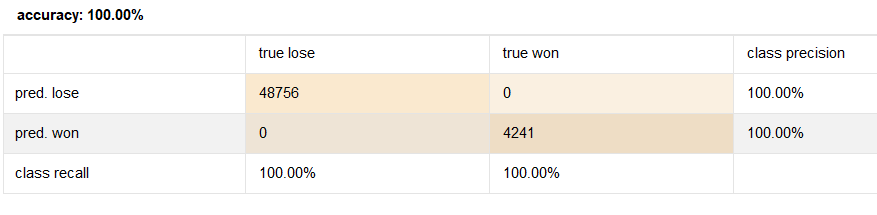 accuracy: 100.00%
true lose true won class precision
pred. lose 48756 0 100.00%
pred. won 0 4241 100.00%
class recall 100.00% 100.00%